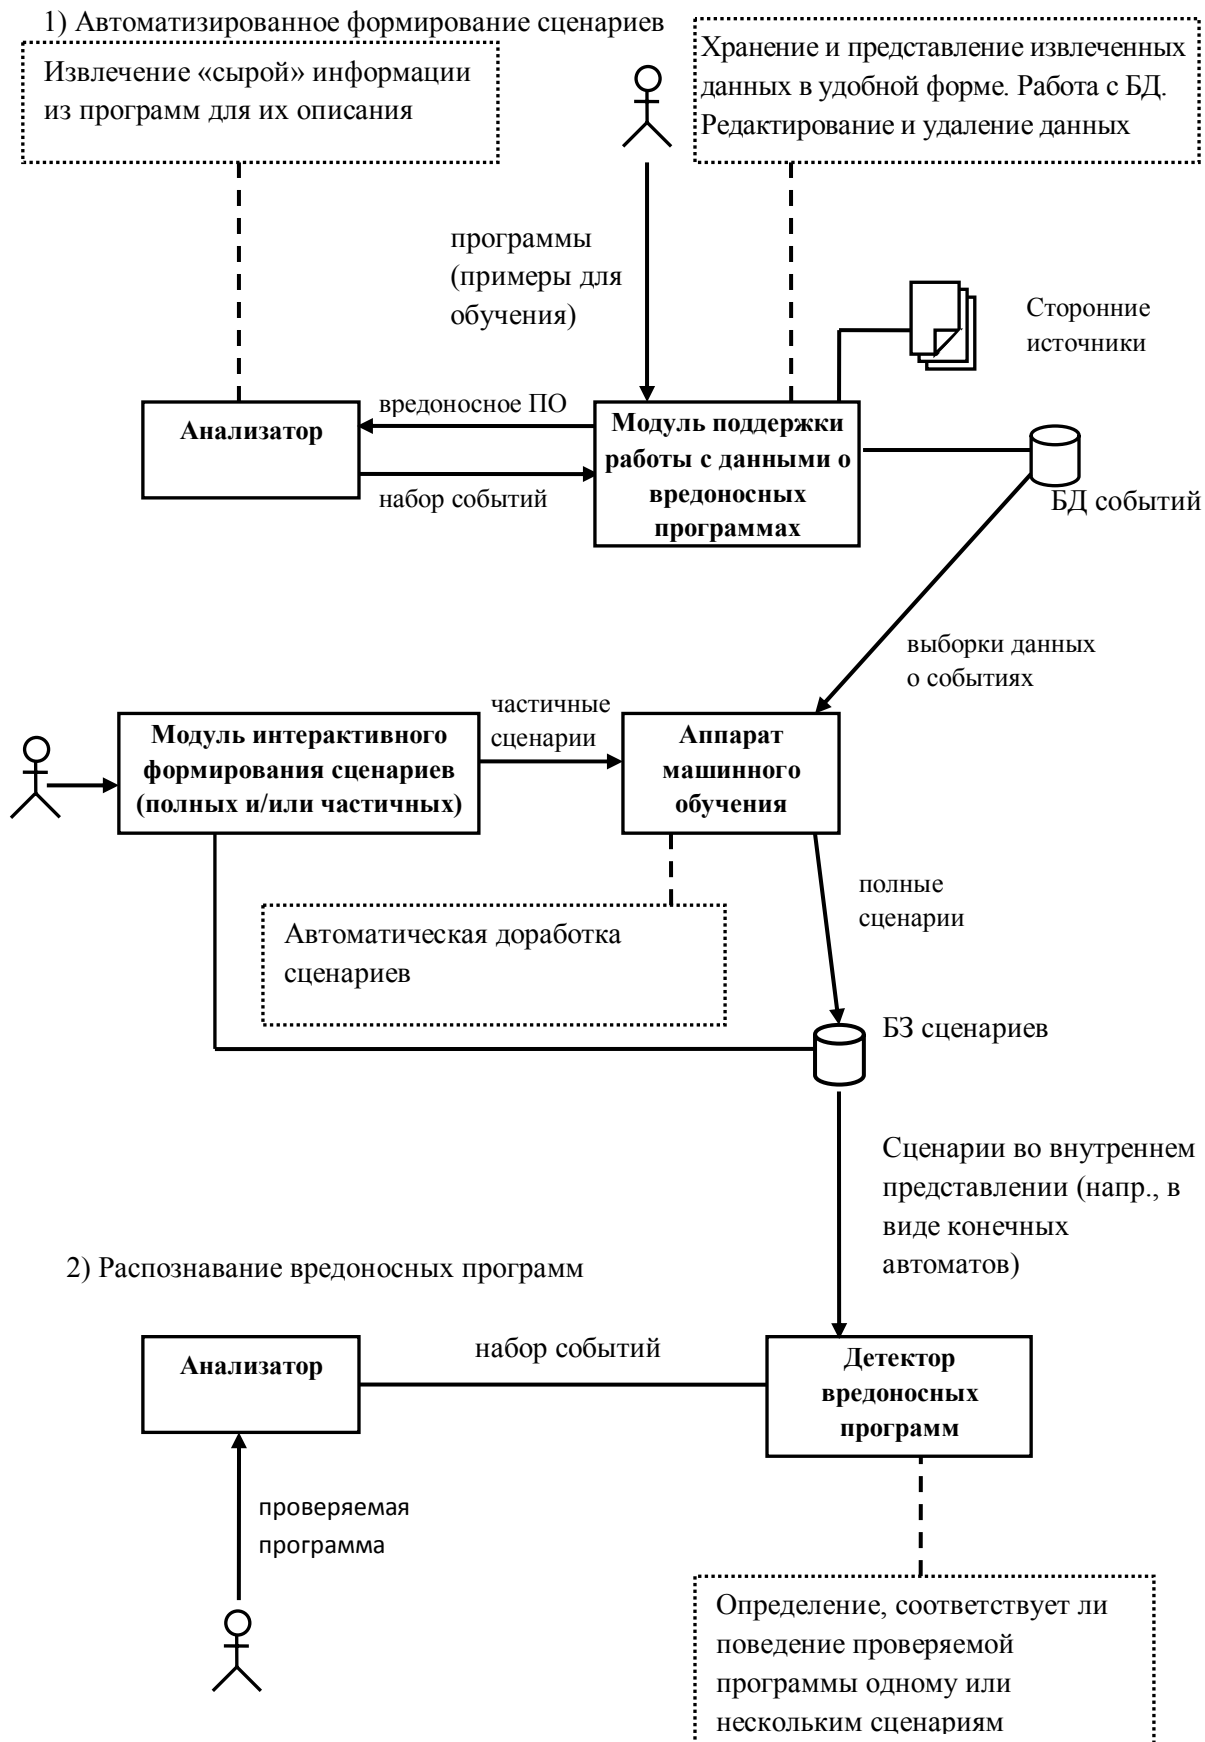 1) Автоматизированное формирование сценариев
Извлечение «сырой» информации
из программ для их описания
Хранение и представление извлеченных
данных в удобной форме. Работа с БД.
Редактирование и удаление данных
программы
(примеры для
обучения)
Сторонние
источники
Анализатор
вредоносное ПО
набор событий
Модуль поддержки
работы с данными о
вредоносных
программах
БД событий
выборки данных
о событиях
Модуль интерактивного
формирования сценариев
(полных и/или частичных)
частичные
сценарии
Аппарат
машинного
обучения
полные
сценарии
Автоматическая доработка
сценариев
БЗ сценариев
Сценарии во внутреннем
представлении (напр., в
виде конечных
автоматов)
2) Распознавание вредоносных программ
Анализатор
набор событий
Детектор
вредоносных
программ
проверяемая
программа
Определение, соответствует ли
поведение проверяемой
программы одному или
нескольким сценариям